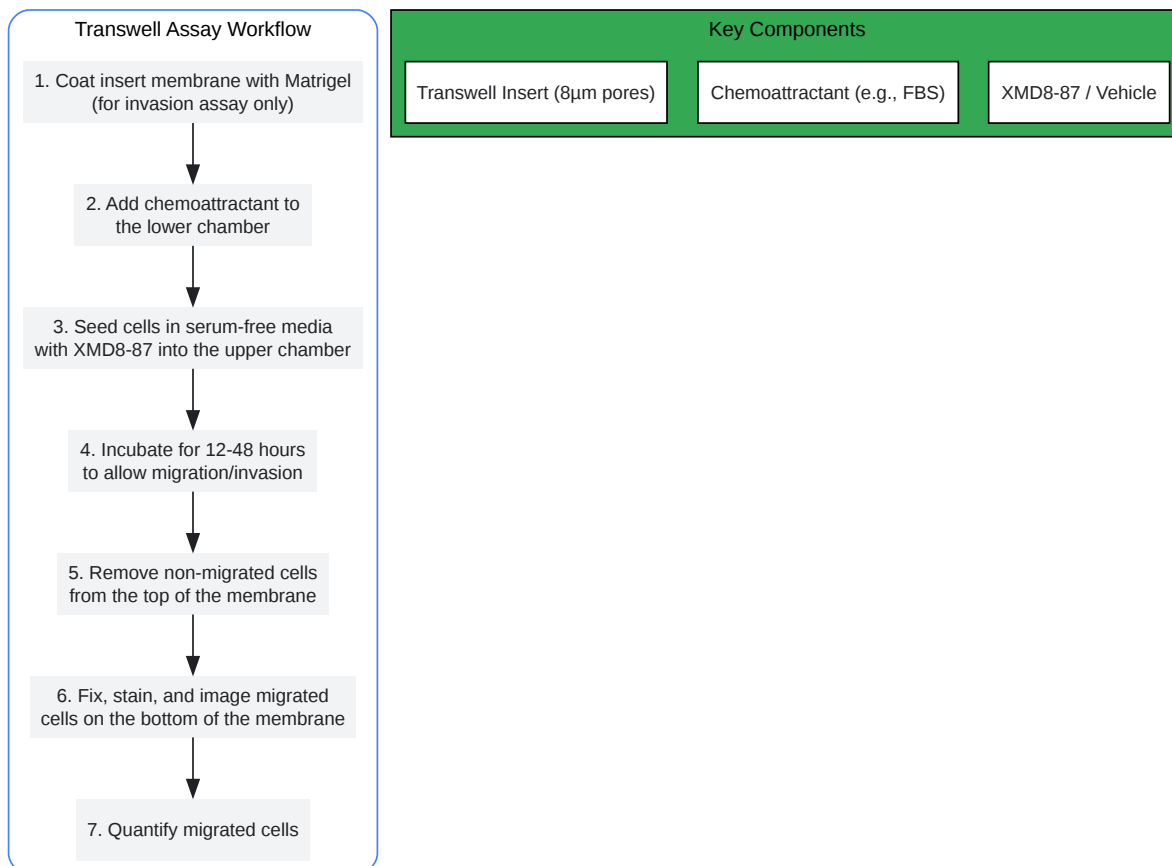 Transwell Assay Workflow
1. Coat insert membrane with Matrigel
(for invasion assay only)
2. Add chemoattractant to
the lower chamber
3. Seed cells in serum-free media
with XMD8-87 into the upper chamber
4. Incubate for 12-48 hours
to allow migration/invasion
5. Remove non-migrated cells
from the top of the membrane
6. Fix, stain, and image migrated
cells on the bottom of the membrane
7. Quantify migrated cells
Key Components
Transwell Insert (8µm pores)
Chemoattractant (e.g., FBS)
XMD8-87 / Vehicle